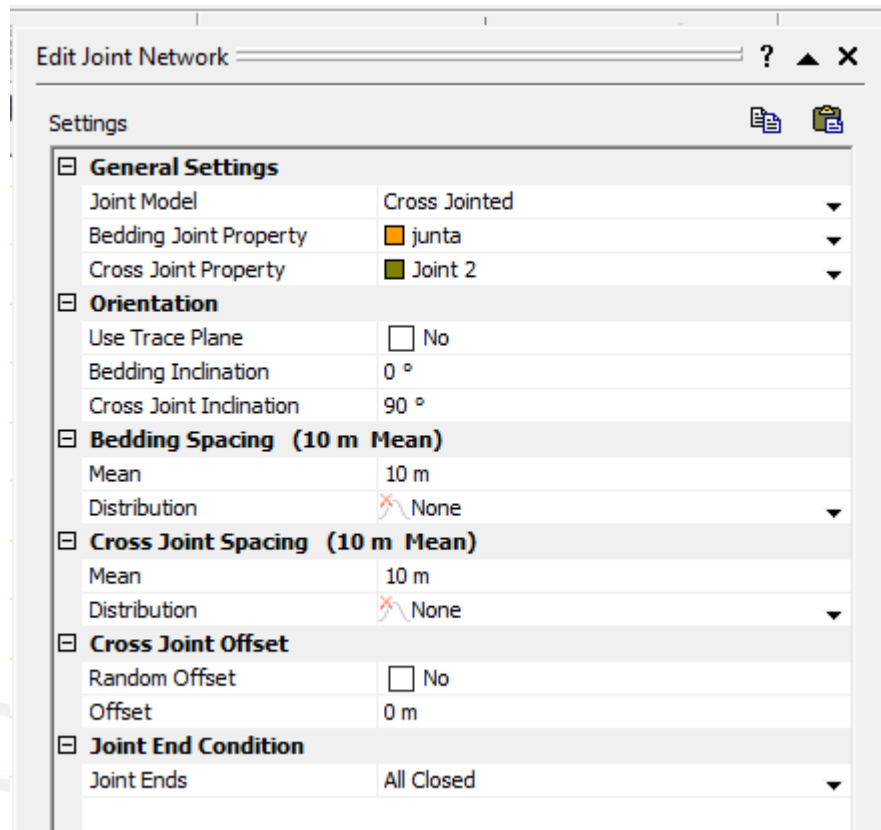 Edit Joint Network ? 
Settings
General Settings
Joint Model Cross Jointed
Bedding Joint Property junta
Cross Joint Property Joint 2
Orientation
Use Trace Plane No
Bedding Inclination 0 °
Cross Joint Inclination 90 °
Bedding Spacing (10 m Mean)
Mean 10 m
Distribution None
Cross Joint Spacing (10 m Mean)
Mean 10 m
Distribution None
Cross Joint Offset
Random Offset No
Offset 0 m
Joint End Condition
Joint Ends All Closed